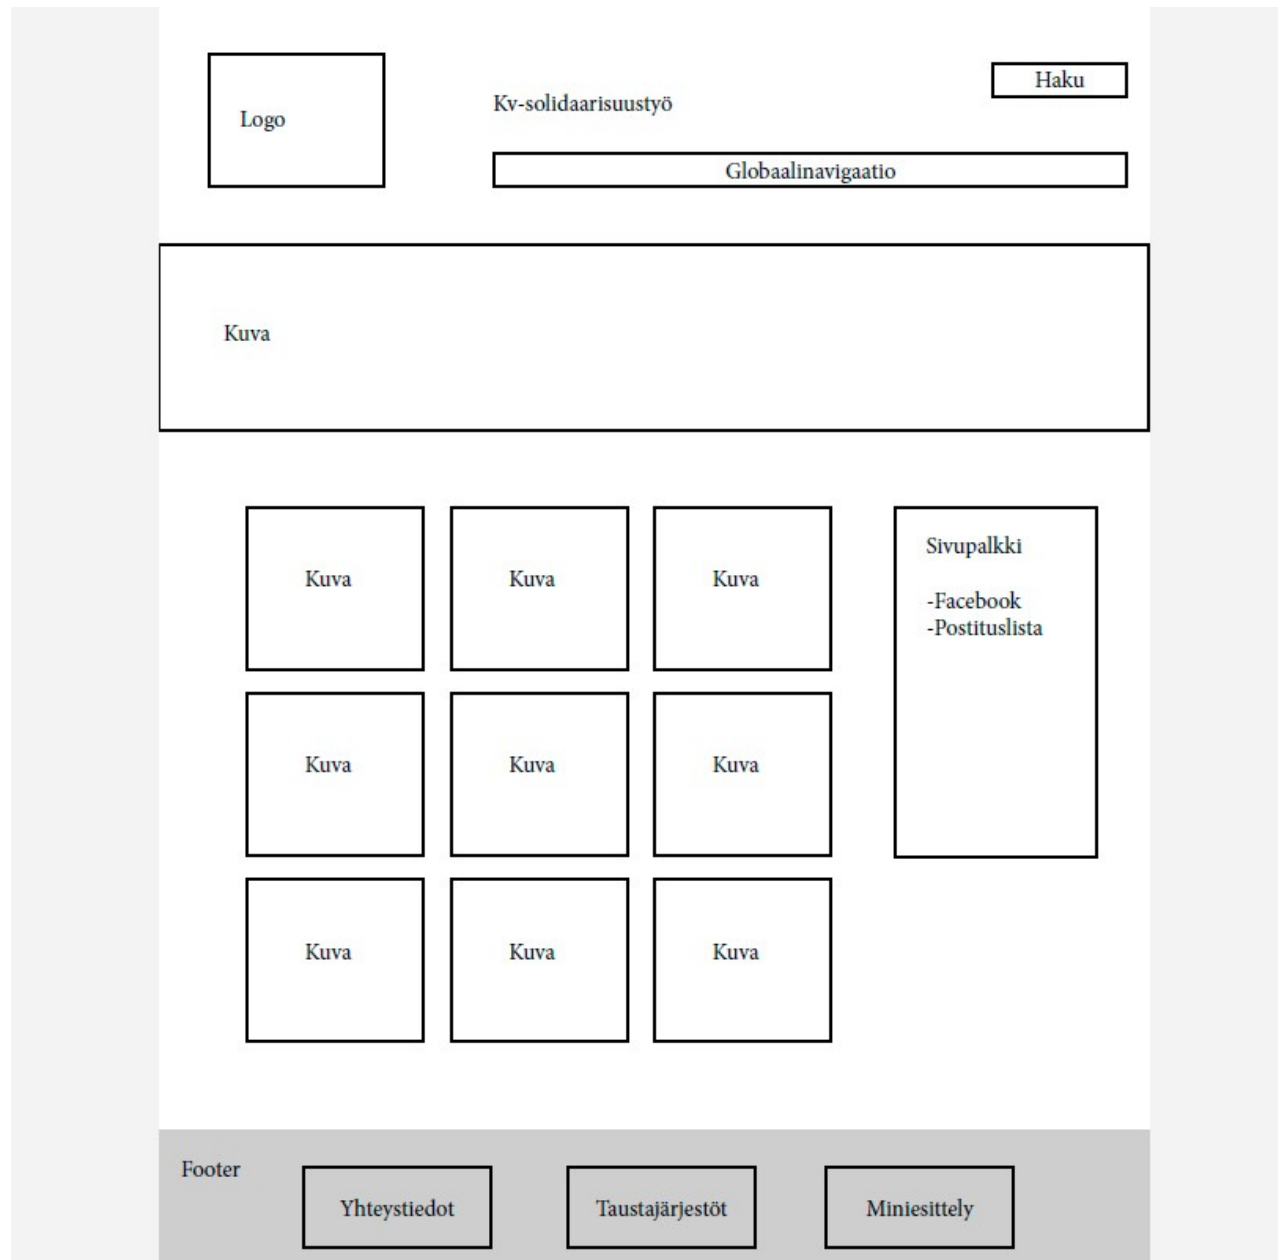 Logo
Kv-solidaarisuustyö
Haku
Globaalinavigaatio
Kuva
Kuva
Kuva
Kuva
Sivupalkki
-Facebook
-Postituslista
Kuva
Kuva
Kuva
Kuva
Kuva
Kuva
Footer
Yhteystiedot
Taustajärjestöt
Miniesittely